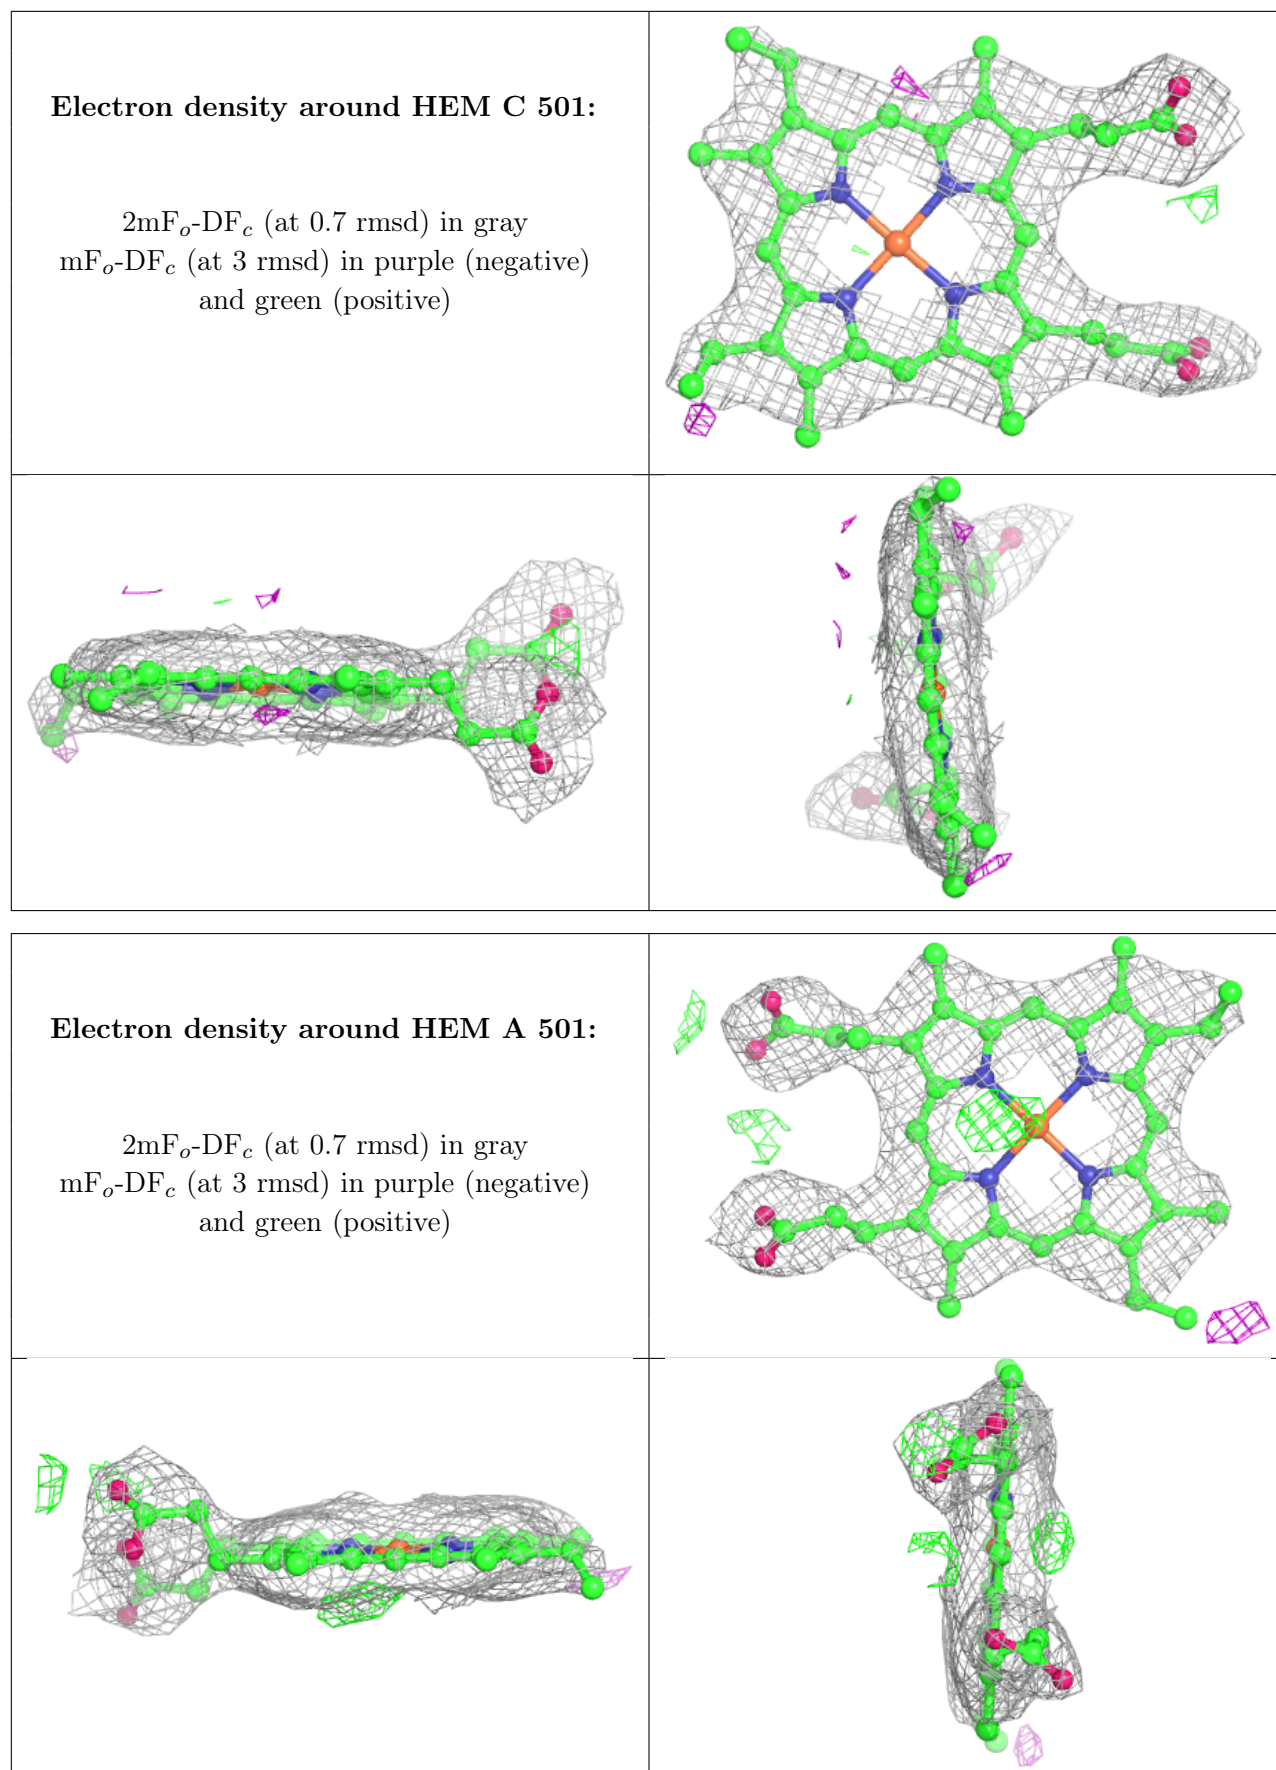 Electron density around HEM C 501:
2mFo-DFc (at 0.7 rmsd) in gray
mFo-DFc (at 3 rmsd) in purple (negative)
and green (positive)
Electron density around HEM A 501:
2mFo-DFc (at 0.7 rmsd) in gray
mFo-DFc (at 3 rmsd) in purple (negative)
and green (positive)